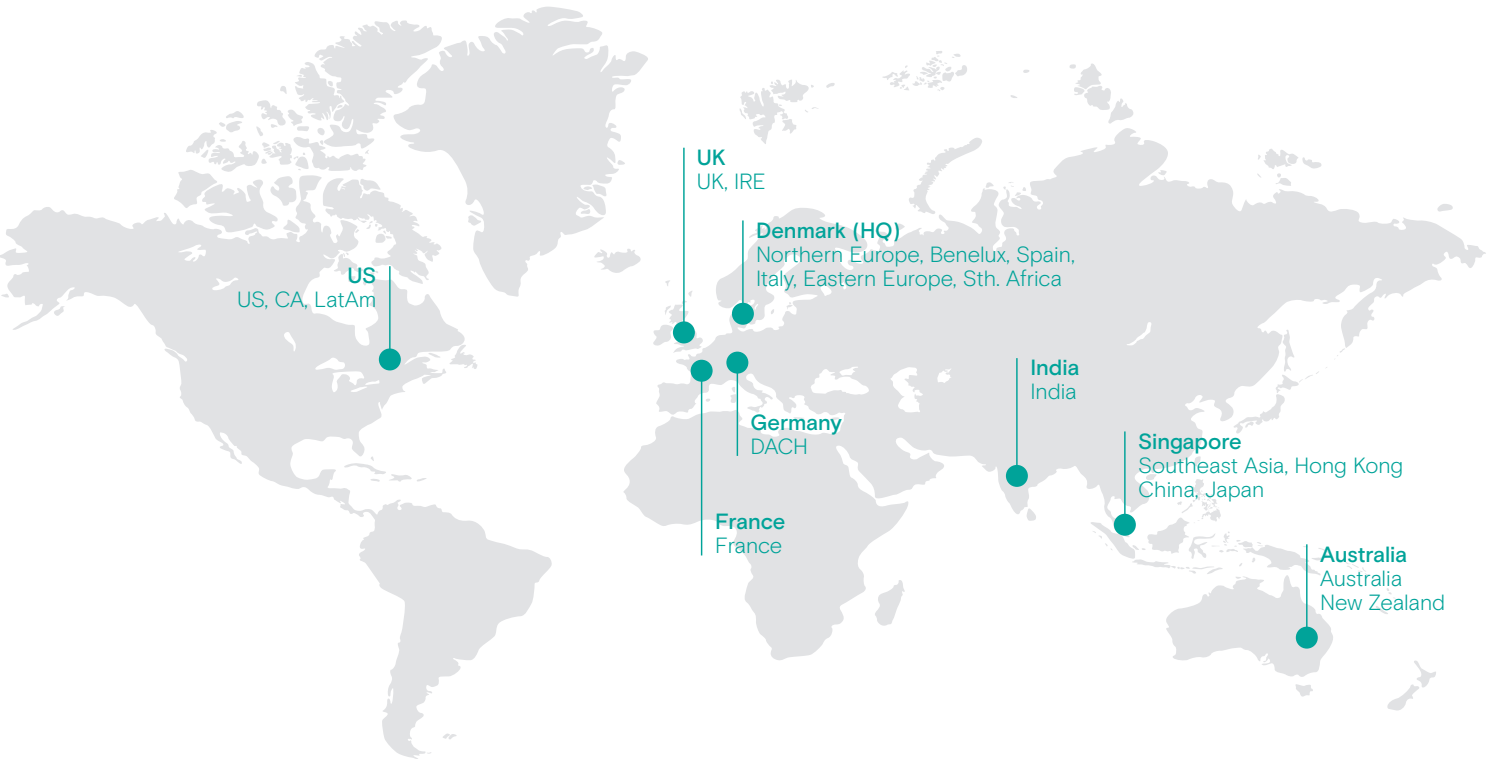 UK
UK, IRE
Denmark (HQ)
Northern Europe, Benelux, Spain,
Italy, Eastern Europe, Sth. Africa
US
US, CA, LatAm
India
India
Germany
DACH
Singapore
Southeast Asia, Hong Kong
China, Japan
France
France
Australia
Australia
New Zealand